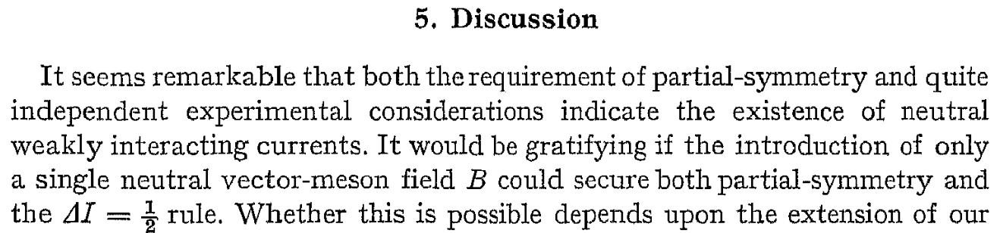 5. Discussion
It seems remarkable that both the requirement of partial-symmetry and quite
independent experimental considerations indicate the existence of neutral
weakly interacting currents. It would be gratifying if the introduction of only
a single neutral vector-meson field B could secure both partial-symmetry and
the ΔI = ½ rule. Whether this is possible depends upon the extension of our